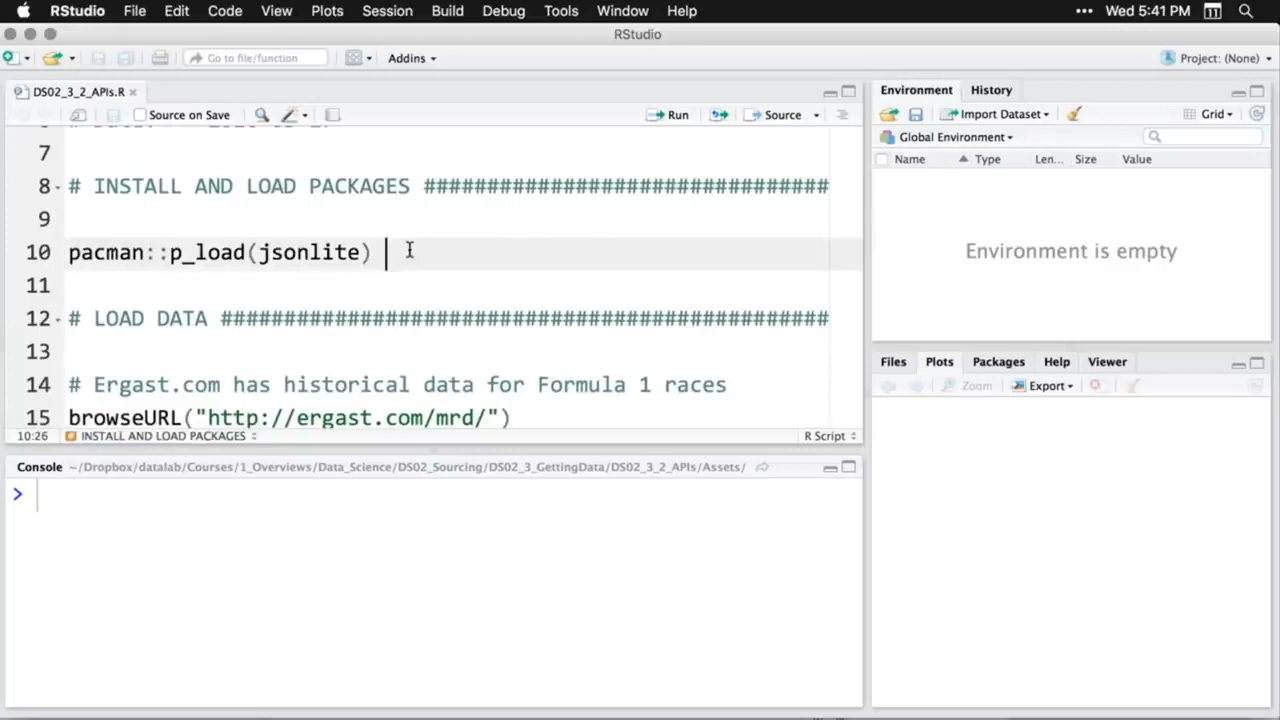 RStudio File Edit Code View Plots Session Build Debug Tools Window Help ••• Wed 5:41 PM 11
RStudio
Go to file/function Addins Project: (None)
DS02_3_2_APIs.R
Source on Save Run Source
7
8 # INSTALL AND LOAD PACKAGES ################################
9
10 pacman::p_load(jsonlite)
11
12 # LOAD DATA ################################################
13
14 # Ergast.com has historical data for Formula 1 races
15 browseURL("http://ergast.com/mrd/")
10:26 INSTALL AND LOAD PACKAGES R Script
Console ~/Dropbox/datalab/Courses/1_Overviews/Data_Science/DS02_Sourcing/DS02_3_GettingData/DS02_3_2_APIs/Assets/
>
Environment History
Import Dataset Grid
Global Environment
Name Type Len... Size Value
Environment is empty
Files Plots Packages Help Viewer
Zoom Export